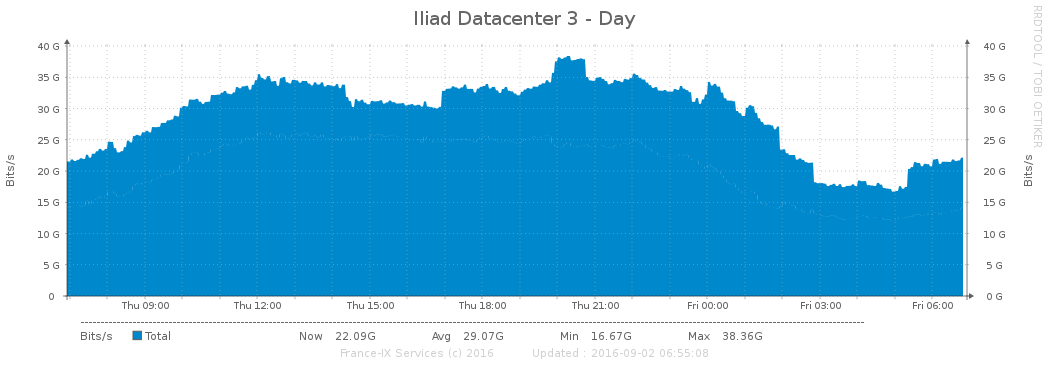 Iliad Datacenter 3 - Day
RRDTOOL / TOBI OETIKER
40 G 40 G
35 G 35 G
30 G 30 G
25 G 25 G
20 G 20 G
15 G 15 G
10 G 10 G
5 G 5 G
0 0 G
Bits/s
Bits/s
Thu 09:00 Thu 12:00 Thu 15:00 Thu 18:00 Thu 21:00 Fri 00:00 Fri 03:00 Fri 06:00
Bits/s Total Now 22.09G Avg 29.07G Min 16.67G Max 38.36G
France-IX Services (c) 2016 Updated : 2016-09-02 06:55:08